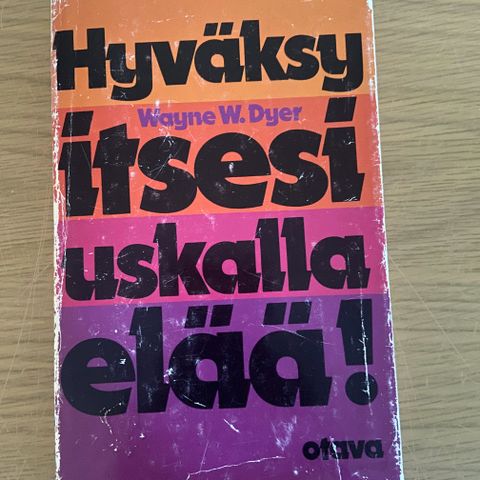 Hyväksy
Wayne W. Dyer
itsesi
uskalla
elää!
otava